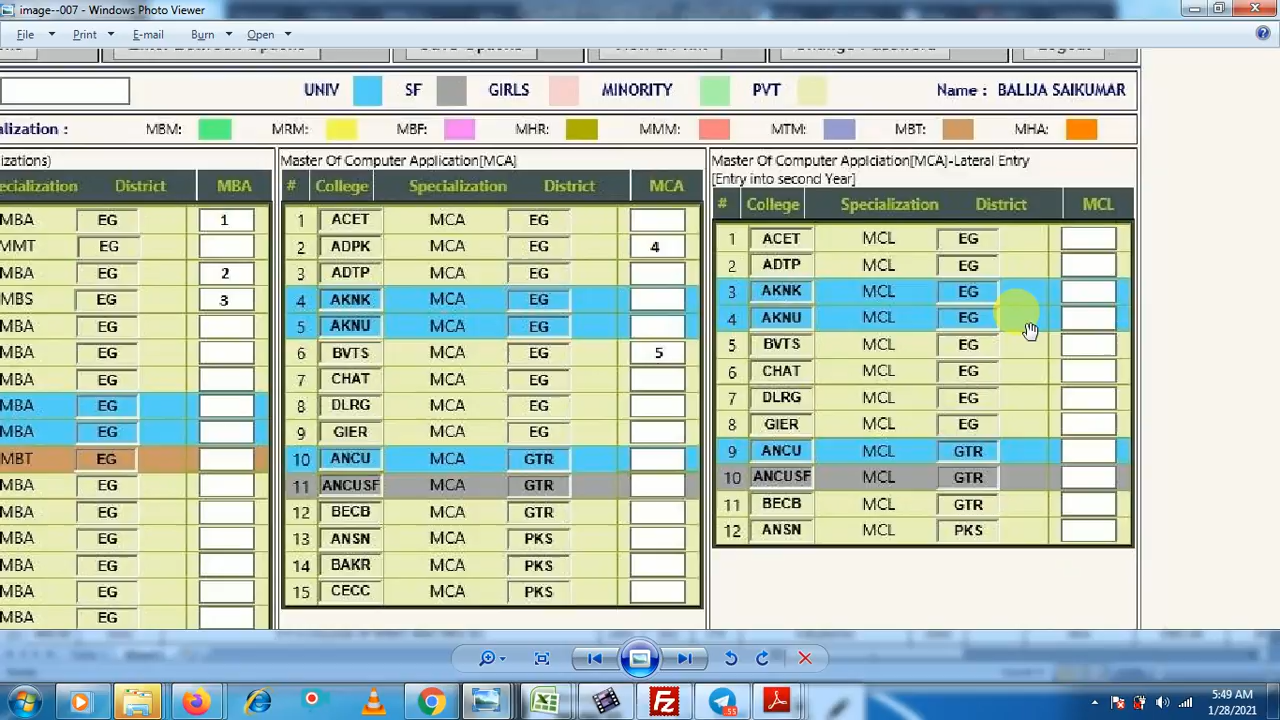 image--007 - Windows Photo Viewer
File Print E-mail Burn Open
UNIV SF GIRLS MINORITY PVT Name : BALIJA SAIKUMAR
alization : MBM: MRM: MBF: MHR: MMM: MTM: MBT: MHA:
izations)
ecialization District MBA
MBA EG 1
MMT EG
MBA EG 2
MBS EG 3
MBA EG
MBA EG
MBA EG
MBA EG
MBA EG
MBT EG
MBA EG
MBA EG
MBA EG
MBA EG
MBA EG
MBA EG
Master Of Computer Application[MCA]
# College Specialization District MCA
1 ACET MCA EG
2 ADPK MCA EG 4
3 ADTP MCA EG
4 AKNK MCA EG
5 AKNU MCA EG
6 BVTS MCA EG 5
7 CHAT MCA EG
8 DLRG MCA EG
9 GIER MCA EG
10 ANCU MCA GTR
11 ANCUSF MCA GTR
12 BECB MCA GTR
13 ANSN MCA PKS
14 BAKR MCA PKS
15 CECC MCA PKS
Master Of Computer Applciation[MCA]-Lateral Entry
[Entry into second Year]
# College Specialization District MCL
1 ACET MCL EG
2 ADTP MCL EG
3 AKNK MCL EG
4 AKNU MCL EG
5 BVTS MCL EG
6 CHAT MCL EG
7 DLRG MCL EG
8 GIER MCL EG
9 ANCU MCL GTR
10 ANCUSF MCL GTR
11 BECB MCL GTR
12 ANSN MCL PKS
55
5:49 AM
1/28/2021